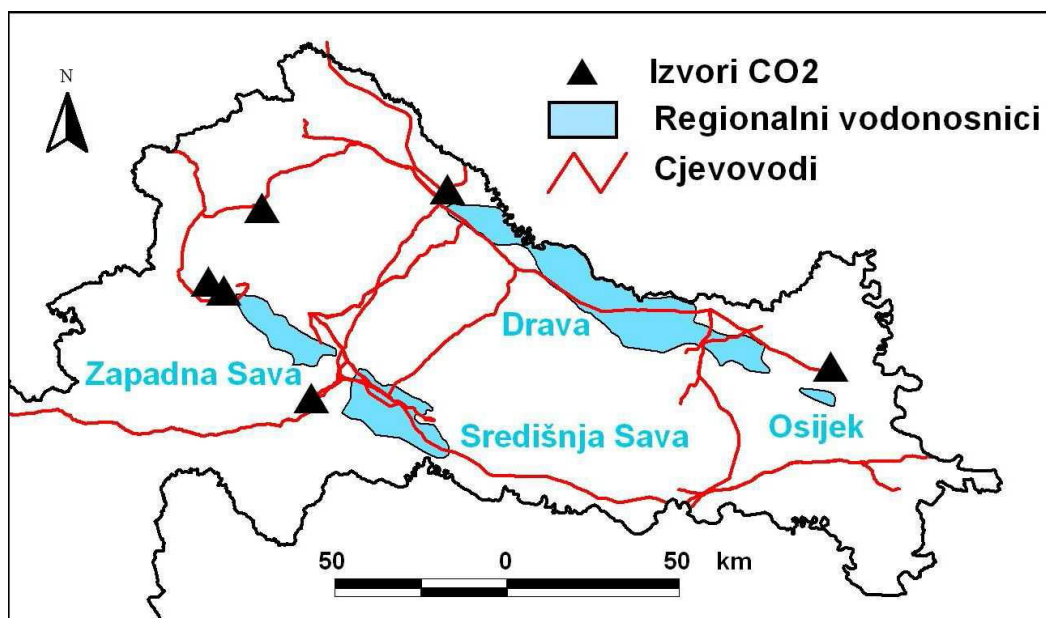 N
Izvori CO2
Regionalni vodonosnici
Cjevovodi
Drava
Zapadna Sava
Središnja Sava
Osijek
50 0 50 km